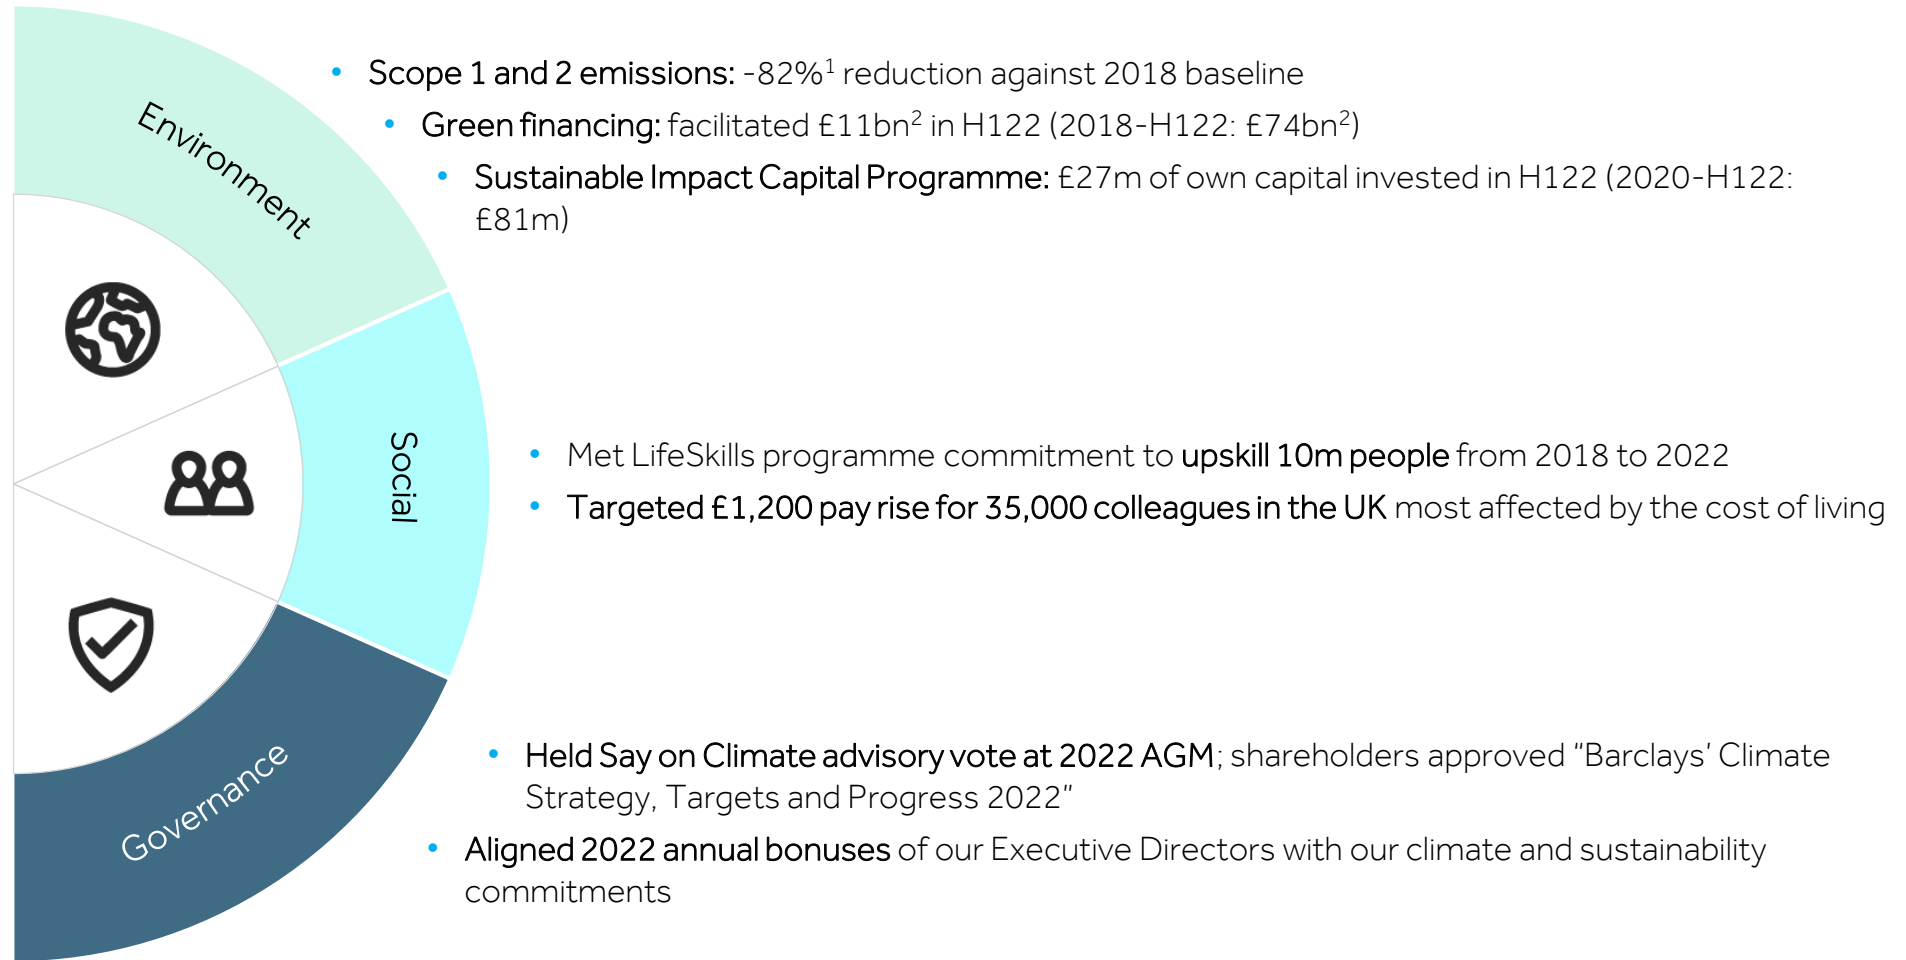 Environment
• Scope 1 and 2 emissions: -82%¹ reduction against 2018 baseline
• Green financing: facilitated £11bn² in H122 (2018-H122: £74bn²)
• Sustainable Impact Capital Programme: £27m of own capital invested in H122 (2020-H122:
£81m)
Social
• Met LifeSkills programme commitment to upskill 10m people from 2018 to 2022
• Targeted £1,200 pay rise for 35,000 colleagues in the UK most affected by the cost of living
Governance
• Held Say on Climate advisory vote at 2022 AGM; shareholders approved “Barclays’ Climate
Strategy, Targets and Progress 2022”
• Aligned 2022 annual bonuses of our Executive Directors with our climate and sustainability
commitments